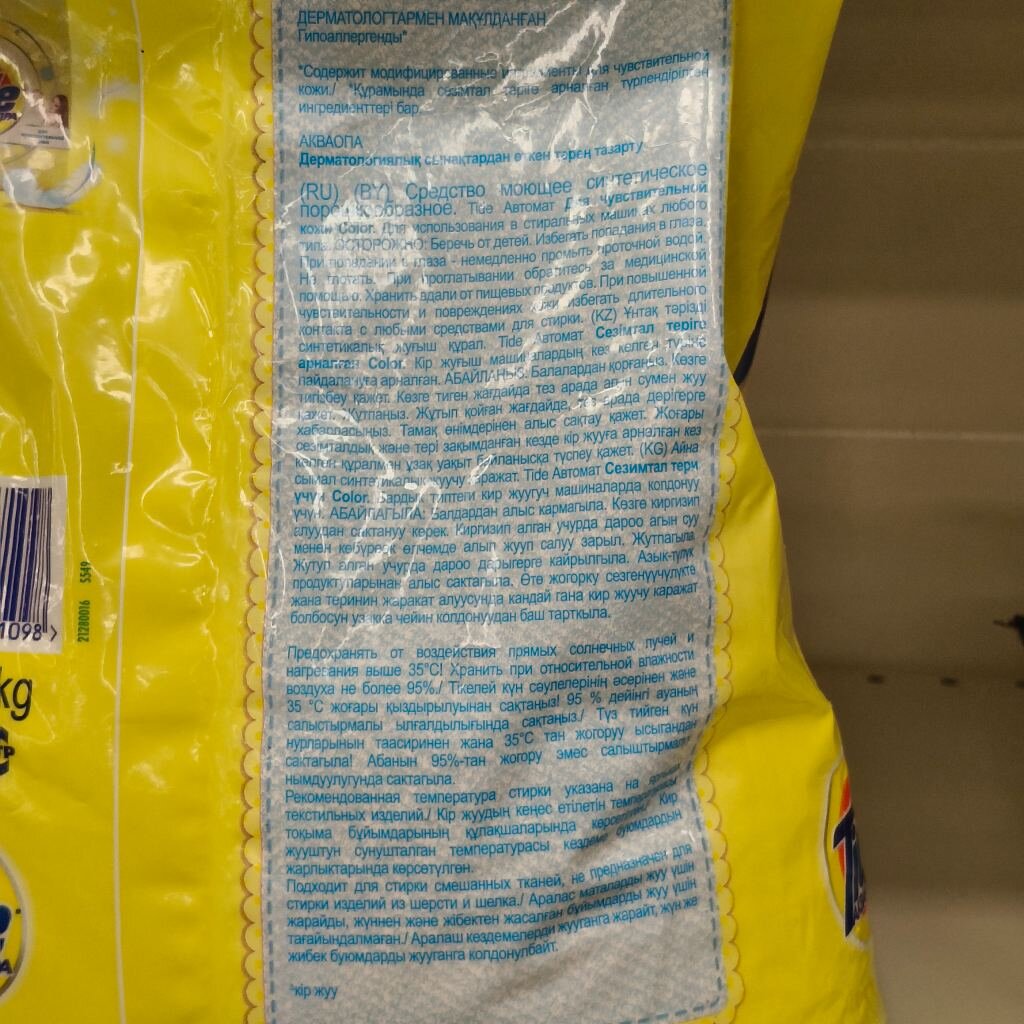 ДЕРМАТОЛОГТАРМЕН МАҚҰЛДАНҒАН
Гипоаллергенды*
*Содержит модифицированные ингредиенты для чувствительной
кожи./ *Құрамында сезімтал теріге арналған түрлендірілген
ингредиенттері бар.
АКВАОПА
Дерматологиялық сынақтардан өткен терең тазарту
(RU) (BY) Средство моющее синтетическое
порошкообразное. Tide Автомат Для чувствительной
кожи Color. Для использования в стиральных машинах любого
типа. ОСТОРОЖНО: Беречь от детей. Избегать попадания в глаза.
При попадании в глаза - немедленно промыть проточной водой.
Не глотать. При проглатывании обратитесь за медицинской
помощью. Хранить вдали от пищевых продуктов. При повышенной
чувствительности и повреждениях кожи избегать длительного
контакта с любыми средствами для стирки. (KZ) Ұнтақ тәрізді
синтетикалық жуғыш құрал. Tide Автомат Сезімтал теріге
арналған Color. Кір жуғыш машиналардың кез келген түріне
пайдалануға арналған. АБАЙЛАҢЫЗ: Балалардан қорғаңыз. Көзге
тигізбеу қажет. Көзге тиген жағдайда тез арада ағын сумен жуу
қажет. Жұтпаңыз. Жұтып қойған жағдайда, тез арада дәрігерге
хабарласыңыз. Тамақ өнімдерінен алыс сақтау қажет. Жоғары
сезімталдық және тері зақымданған кезде кір жууға арналған кез
келген құралмен ұзақ уақыт байланысқа түспеу қажет. (KG) Айна
сымал синтетикалык жуучу каражат. Tide Автомат Сезимтал тери
үчүн Color. Бардык типтеги кир жуугуч машиналарда колдонуу
үчүн. АБАЙЛАГЫЛА: Балдардан алыс кармагыла. Көзгө киргизип
алуудан сактануу керек. Киргизип алган учурда дароо агын суу
менен көбүрөөк өлчөмдө алып жууп салуу зарыл. Жутпагыла.
Жутуп алган учурда дароо дарыгерге кайрылгыла. Азык-түлүк
продуктуларынан алыс сактагыла. Өтө жогорку сезгенүүчүлүктө
жана теринин жаракат алуусунда кандай гана кир жуучу каражат
болбосун узакка чейин колдонуудан баш тарткыла.
Предохранять от воздействия прямых солнечных лучей и
нагревания выше 35°C! Хранить при относительной влажности
воздуха не более 95%./ Тікелей күн сәулелерінің әсерінен және
35 °C жоғары қыздырылуынан сақтаңыз! 95 % дейінгі ауаның
салыстырмалы ылғалдылығында сақтаңыз./ Түз тийген күн
нурларынын таасиринен жана 35°C тан жогоруу ысыгандан
сактагыла! Абанын 95%-тан жогору эмес салыштырмалуу
нымдуулугунда сактагыла.
Рекомендованная температура стирки указана на ярлыках
текстильных изделий./ Кір жуудың кеңес етілетін температурасы
тоқыма бұйымдарының құлақшаларында көрсетілген. Кир
жууштун сунушталган температурасы кездеме буюмдардын
жарлыктарында көрсөтүлгөн.
Подходит для стирки смешанных тканей, не предназначен для
стирки изделий из шерсти и шелка./ Аралас маталарды жуу үшін
жарайды, жүннен және жібектен жасалған бұйымдарды жуу үшін
тағайындалмаған./ Аралаш кездемелерди жууганга жарайт, жүн же
жибек буюмдарды жууганга колдонулбайт.
*кір жуу
1098
21280016 5549
kg